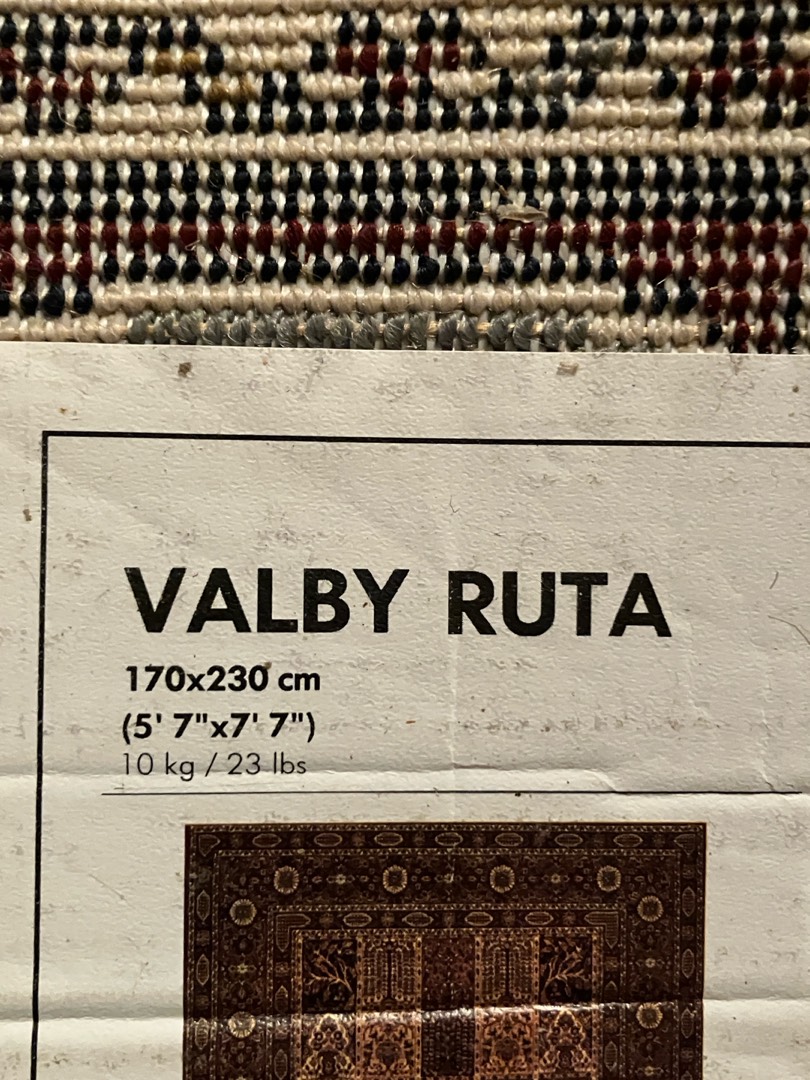 VALBY RUTA
170x230 cm
(5' 7"x7' 7")
10 kg / 23 lbs